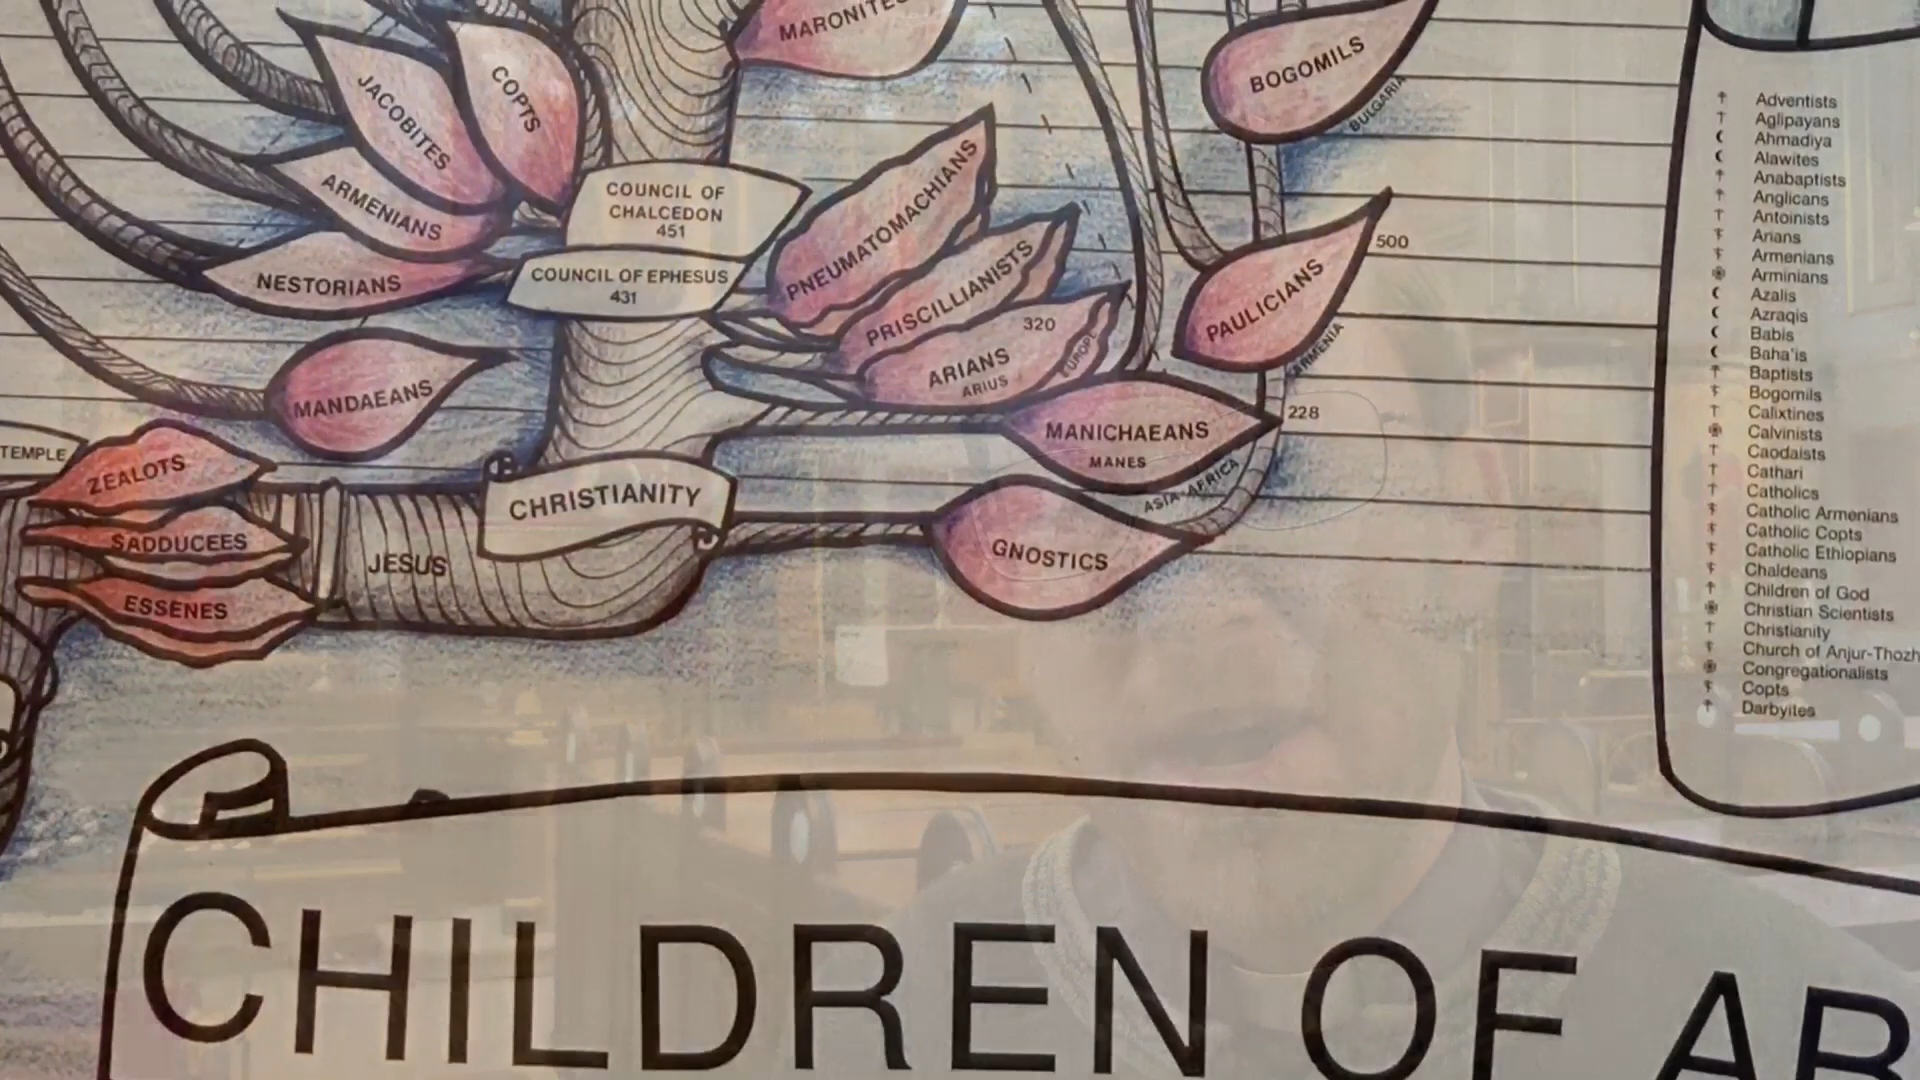 MARONITES
BOGOMILS
BULGARIA
COPTS
JACOBITES
ARMENIANS
NESTORIANS
COUNCIL OF
CHALCEDON
451
COUNCIL OF EPHESUS
431
PNEUMATOMACHIANS
PRISCILLIANISTS
320
ARIANS
ARIUS
EUROPE
500
PAULICIANS
ARMENIA
MANDAEANS
228
MANICHAEANS
MANES
ASIA-AFRICA
GNOSTICS
TEMPLE
ZEALOTS
SADDUCEES
ESSENES
JESUS
CHRISTIANITY
Adventists
Aglipayans
Ahmadiya
Alawites
Anabaptists
Anglicans
Antoinists
Arians
Armenians
Arminians
Azalis
Azraqis
Babis
Baha'is
Baptists
Bogomils
Calixtines
Calvinists
Caodaists
Cathari
Catholics
Catholic Armenians
Catholic Copts
Catholic Ethiopians
Chaldeans
Children of God
Christian Scientists
Christianity
Church of Anjur-Thozh
Congregationalists
Copts
Darbyites
CHILDREN OF AB